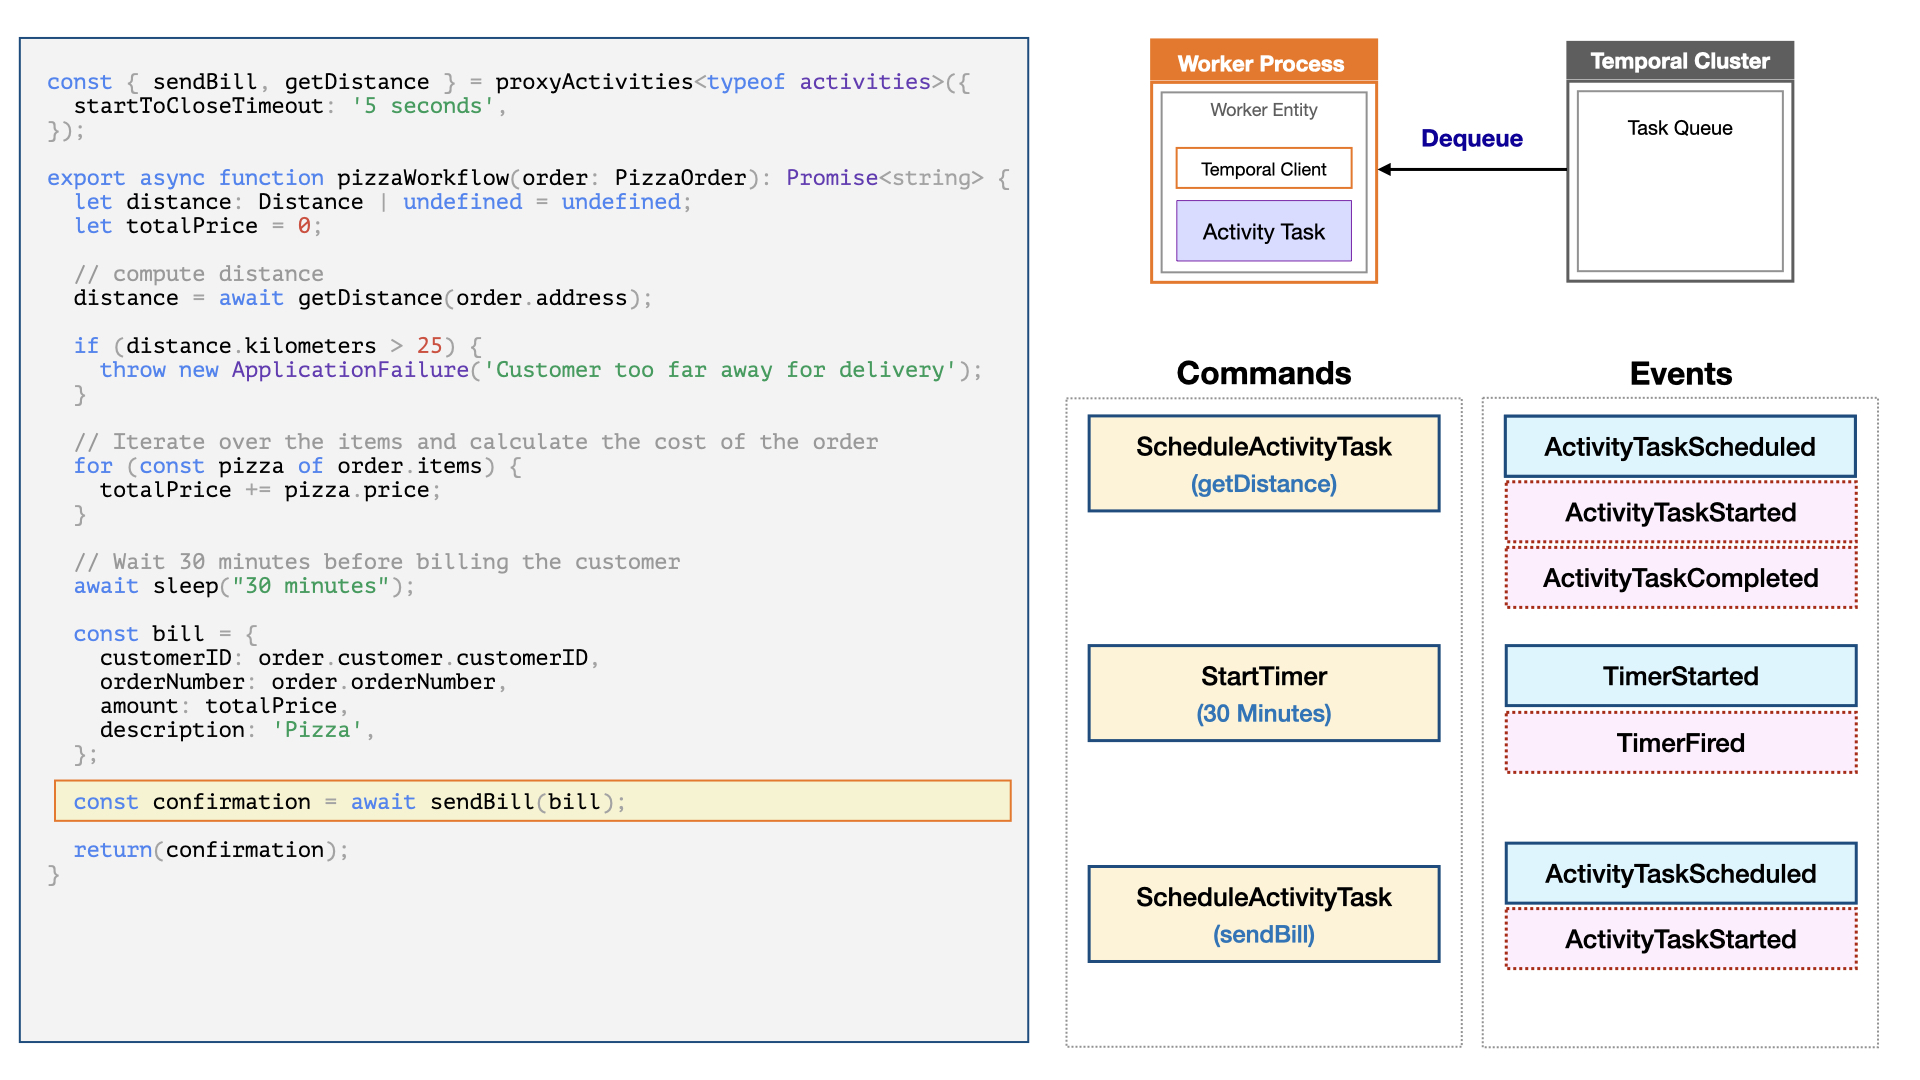 const { sendBill, getDistance } = proxyActivities<typeof activities>({
  startToCloseTimeout: '5 seconds',
});

export async function pizzaWorkflow(order: PizzaOrder): Promise<string> {
  let distance: Distance | undefined = undefined;
  let totalPrice = 0;

  // compute distance
  distance = await getDistance(order.address);

  if (distance.kilometers > 25) {
    throw new ApplicationFailure('Customer too far away for delivery');
  }

  // Iterate over the items and calculate the cost of the order
  for (const pizza of order.items) {
    totalPrice += pizza.price;
  }

  // Wait 30 minutes before billing the customer
  await sleep("30 minutes");

  const bill = {
    customerID: order.customer.customerID,
    orderNumber: order.orderNumber,
    amount: totalPrice,
    description: 'Pizza',
  };

  const confirmation = await sendBill(bill);

  return(confirmation);
}
Worker Process
Worker Entity
Temporal Client
Activity Task
Dequeue
Temporal Cluster
Task Queue
Commands
ScheduleActivityTask
(getDistance)
StartTimer
(30 Minutes)
ScheduleActivityTask
(sendBill)
Events
ActivityTaskScheduled
ActivityTaskStarted
ActivityTaskCompleted
TimerStarted
TimerFired
ActivityTaskScheduled
ActivityTaskStarted